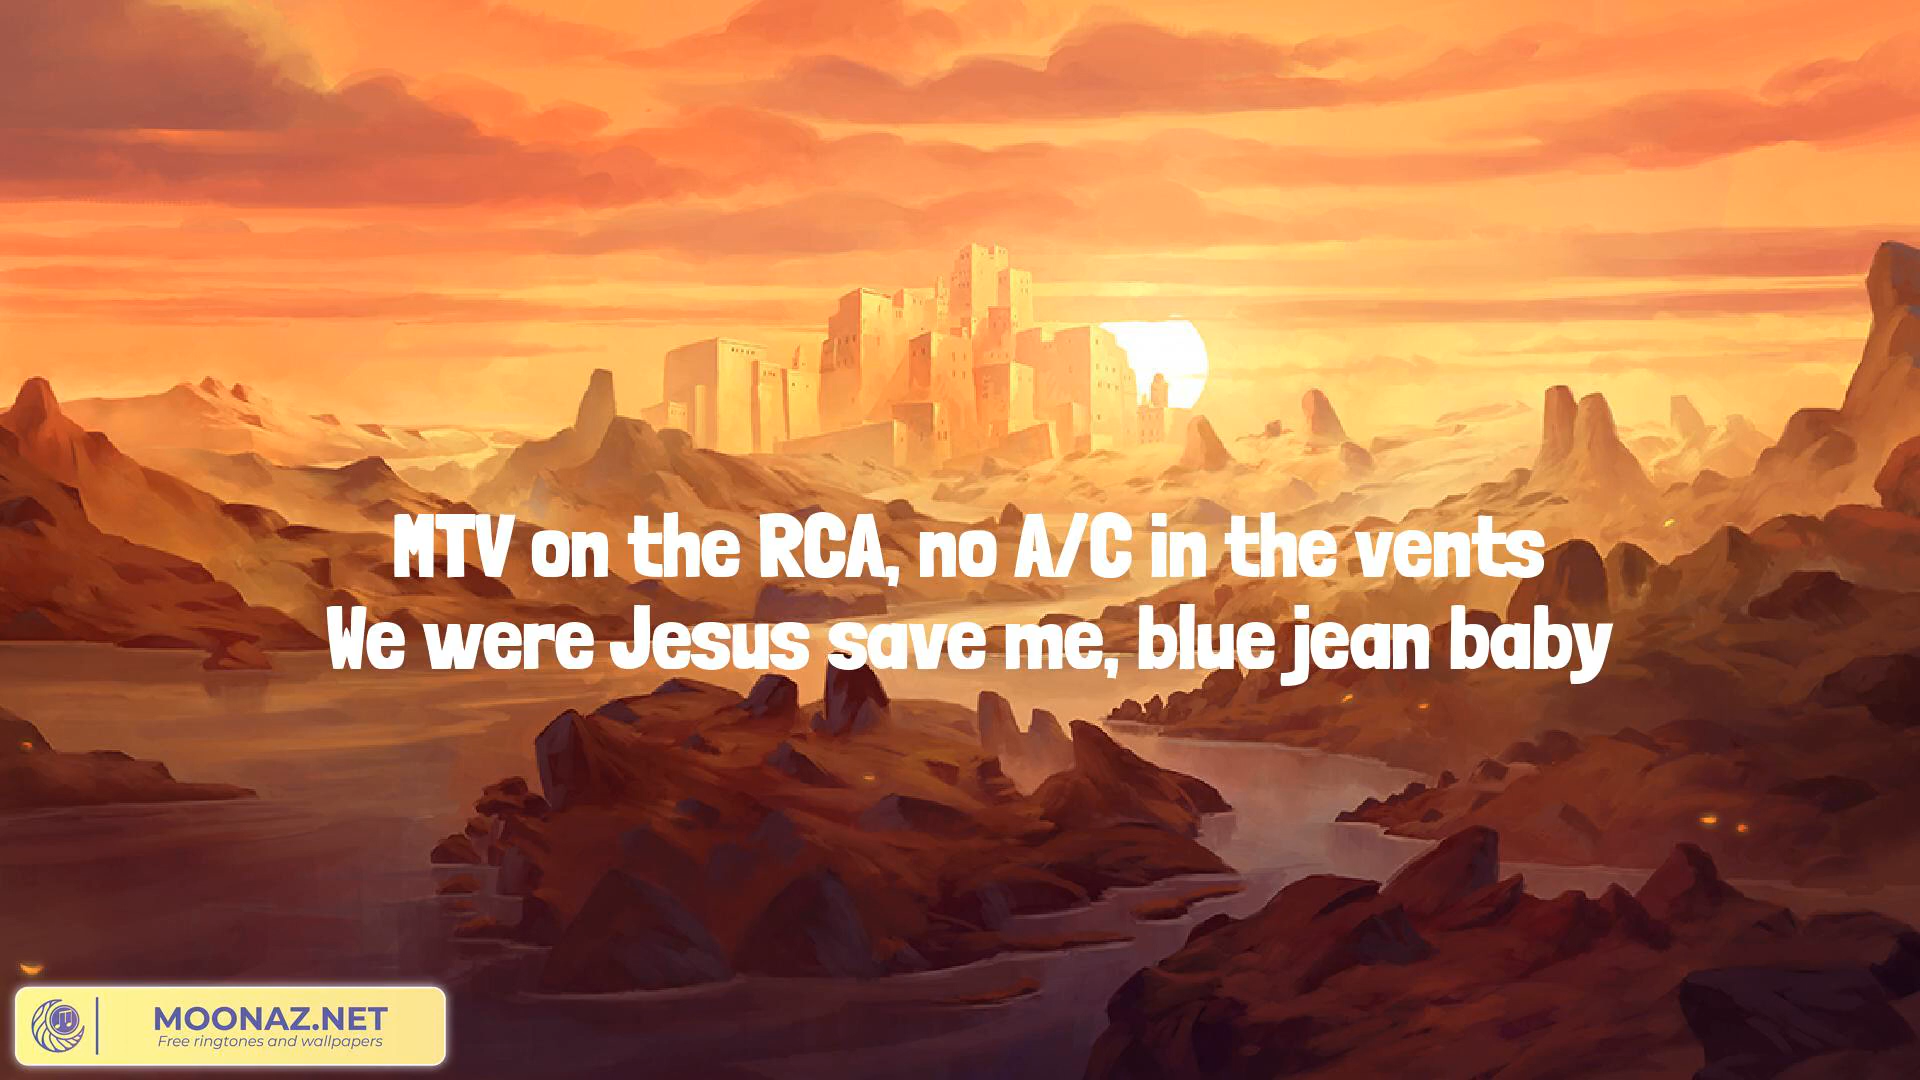 MTV on the RCA, no A/C in the vents
We were Jesus save me, blue jean baby
MOONAZ.NET
Free ringtones and wallpapers